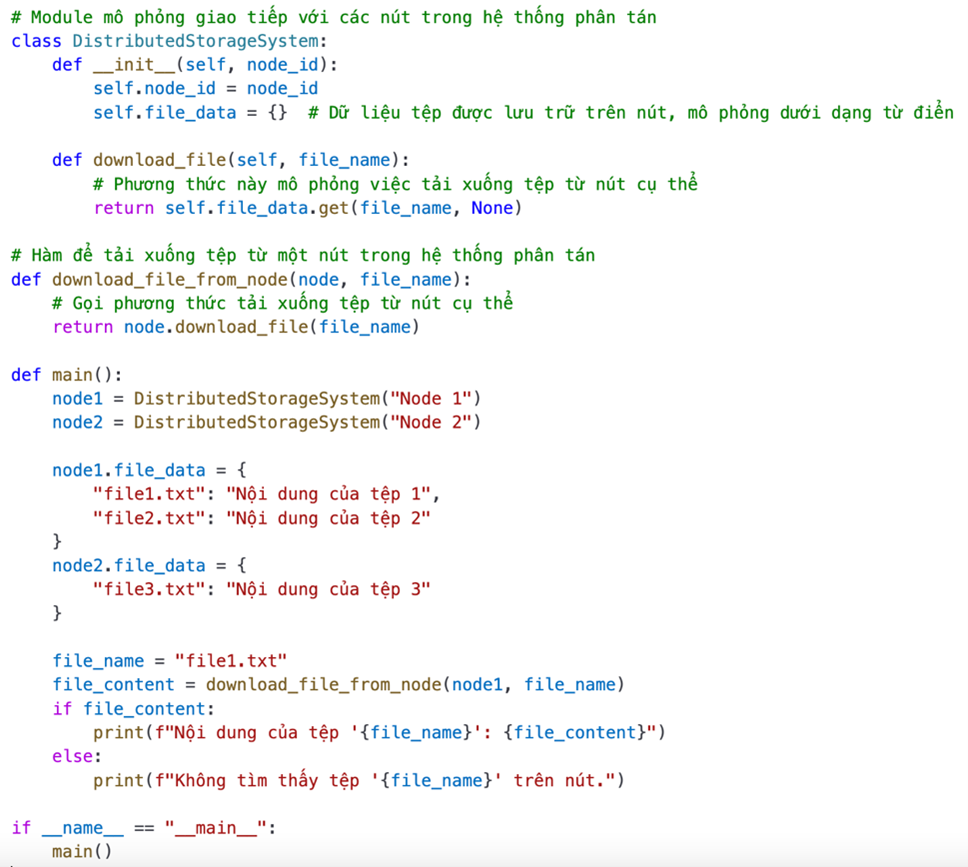 # Module mô phỏng giao tiếp với các nút trong hệ thống phân tán
class DistributedStorageSystem:
    def __init__(self, node_id):
        self.node_id = node_id
        self.file_data = {}  # Dữ liệu tệp được lưu trữ trên nút, mô phỏng dưới dạng từ điển

    def download_file(self, file_name):
        # Phương thức này mô phỏng việc tải xuống tệp từ nút cụ thể
        return self.file_data.get(file_name, None)

# Hàm để tải xuống tệp từ một nút trong hệ thống phân tán
def download_file_from_node(node, file_name):
    # Gọi phương thức tải xuống tệp từ nút cụ thể
    return node.download_file(file_name)

def main():
    node1 = DistributedStorageSystem("Node 1")
    node2 = DistributedStorageSystem("Node 2")

    node1.file_data = {
        "file1.txt": "Nội dung của tệp 1",
        "file2.txt": "Nội dung của tệp 2"
    }
    node2.file_data = {
        "file3.txt": "Nội dung của tệp 3"
    }

    file_name = "file1.txt"
    file_content = download_file_from_node(node1, file_name)
    if file_content:
        print(f"Nội dung của tệp '{file_name}': {file_content}")
    else:
        print(f"Không tìm thấy tệp '{file_name}' trên nút.")

if __name__ == "__main__":
    main()